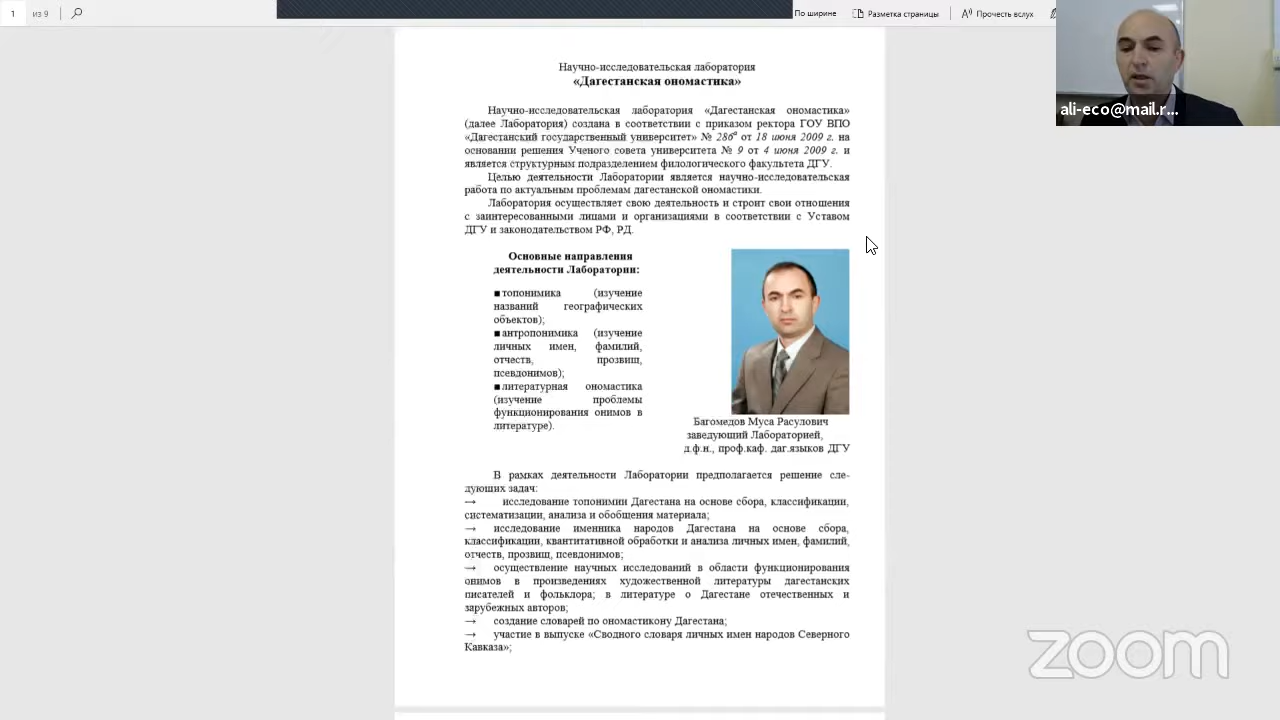 1
из 9
По ширине
Разметка страницы
Прочесть вслух
ali-eco@mail.r...
Научно-исследовательская лаборатория
«Дагестанская ономастика»
Научно-исследовательская лаборатория «Дагестанская ономастика»
(далее Лаборатория) создана в соответствии с приказом ректора ГОУ ВПО
«Дагестанский государственный университет» № 286ª от 18 июня 2009 г. на
основании решения Ученого совета университета № 9 от 4 июня 2009 г. и
является структурным подразделением филологического факультета ДГУ.
Целью деятельности Лаборатории является научно-исследовательская
работа по актуальным проблемам дагестанской ономастики.
Лаборатория осуществляет свою деятельность и строит свои отношения
с заинтересованными лицами и организациями в соответствии с Уставом
ДГУ и законодательством РФ, РД.
Основные направления
деятельности Лаборатории:
■топонимика (изучение
названий географических
объектов);
■антропонимика (изучение
личных имен, фамилий,
отчеств, прозвищ,
псевдонимов);
■литературная ономастика
(изучение проблемы
функционирования онимов в
литературе).
Багомедов Муса Расулович
заведующий Лабораторией,
д.ф.н., проф.каф. даг.языков ДГУ
В рамках деятельности Лаборатории предполагается решение сле-
дующих задач:
→ исследование топонимии Дагестана на основе сбора, классификации,
систематизации, анализа и обобщения материала;
→ исследование именника народов Дагестана на основе сбора,
классификации, квантитативной обработки и анализа личных имен, фамилий,
отчеств, прозвищ, псевдонимов;
→ осуществление научных исследований в области функционирования
онимов в произведениях художественной литературы дагестанских
писателей и фольклора; в литературе о Дагестане отечественных и
зарубежных авторов;
→ создание словарей по ономастикону Дагестана;
→ участие в выпуске «Сводного словаря личных имен народов Северного
Кавказа»;
zoom